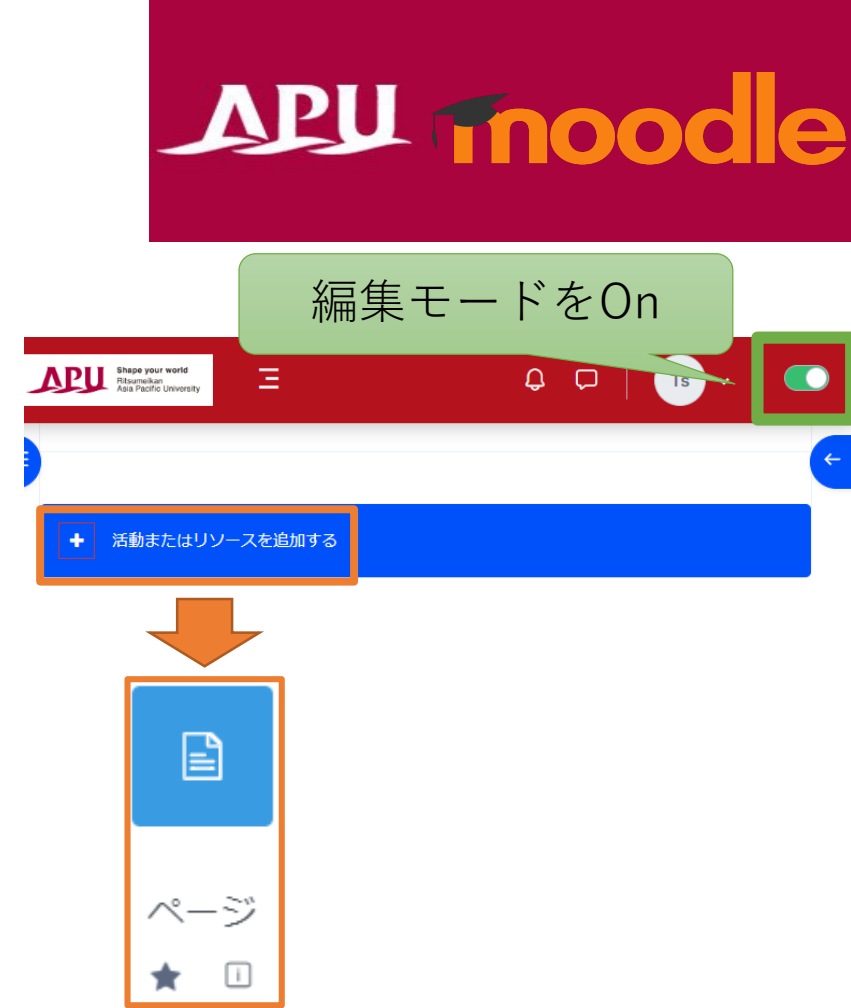 APU moodle
編集モードをOn
APU
Shape your world
Ritsumeikan
Asia Pacific University
Ts
活動またはリソースを追加する
ページ